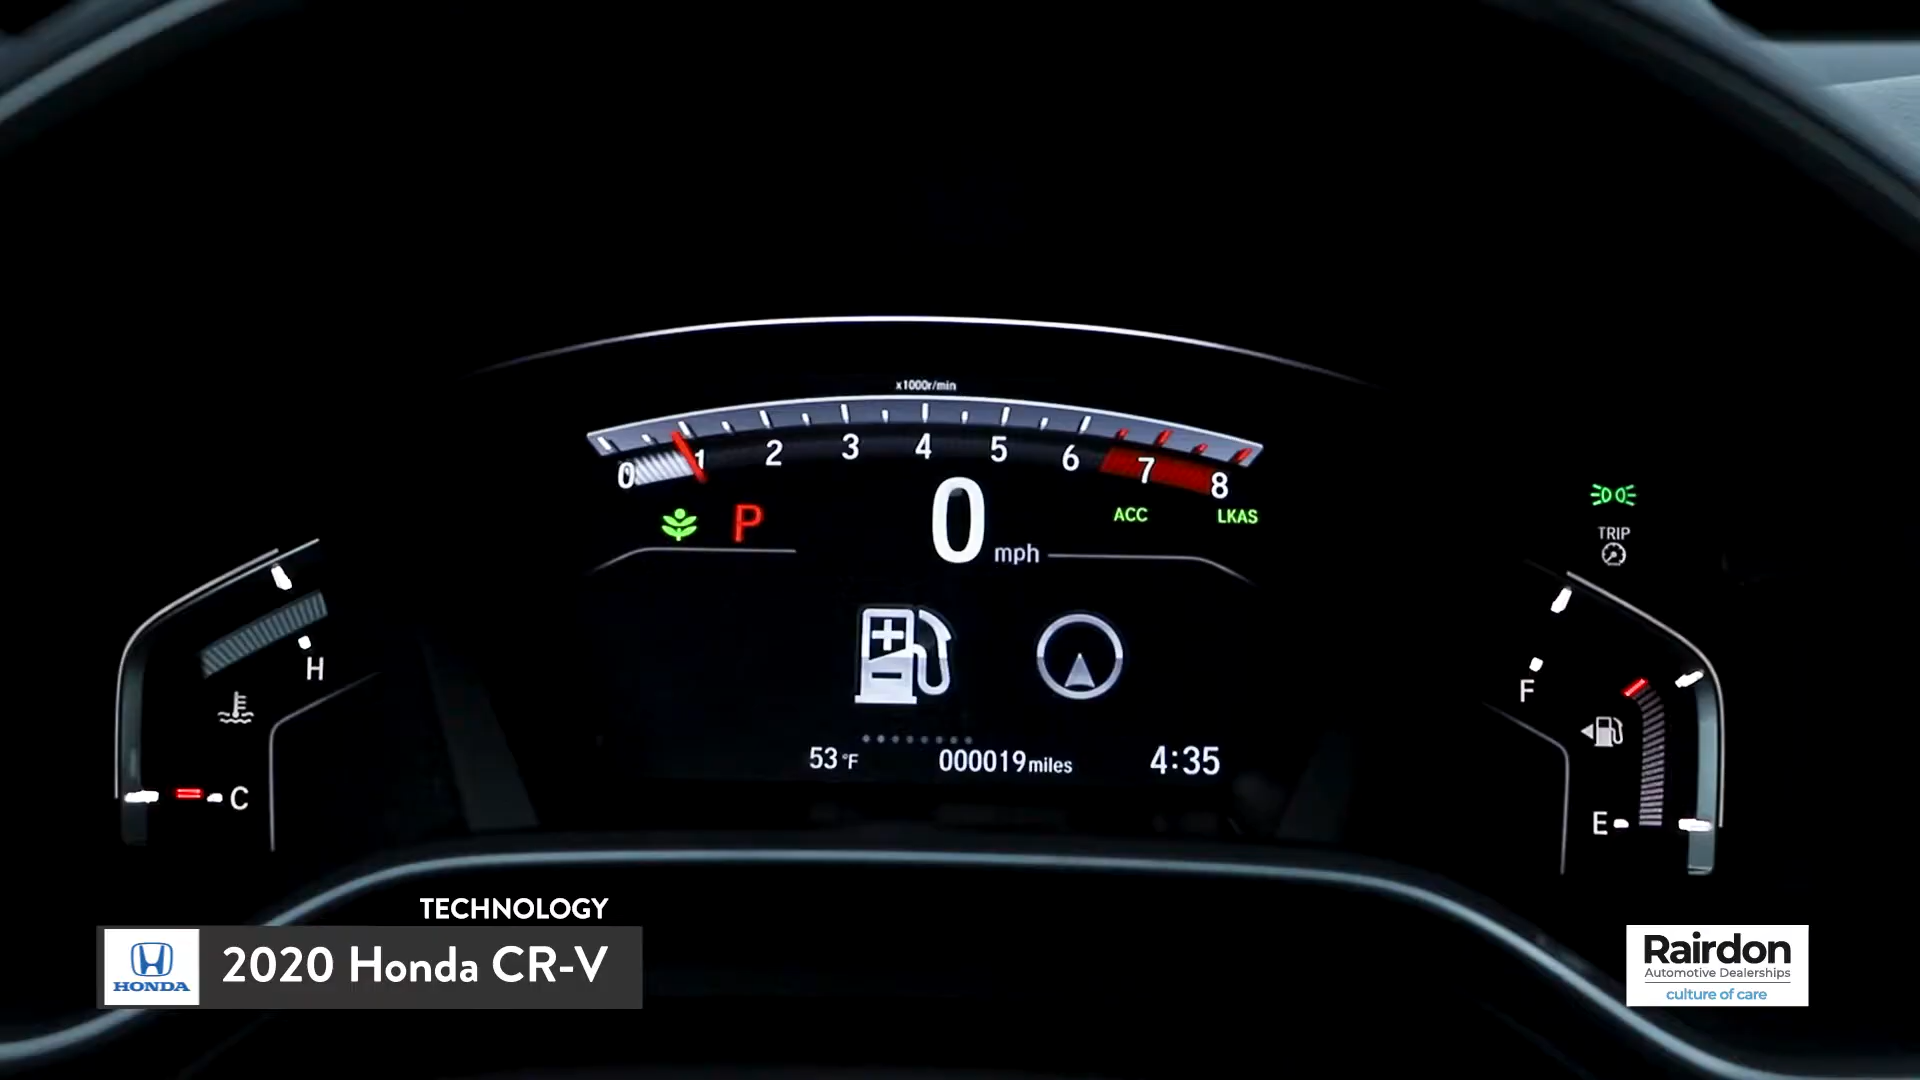 x1000r/min
0 1 2 3 4 5 6 7 8
P
0 mph
ACC
LKAS
TRIP
H
C
F
E
53 °F
000019 miles
4:35
TECHNOLOGY
HONDA
2020 Honda CR-V
Rairdon
Automotive Dealerships
culture of care